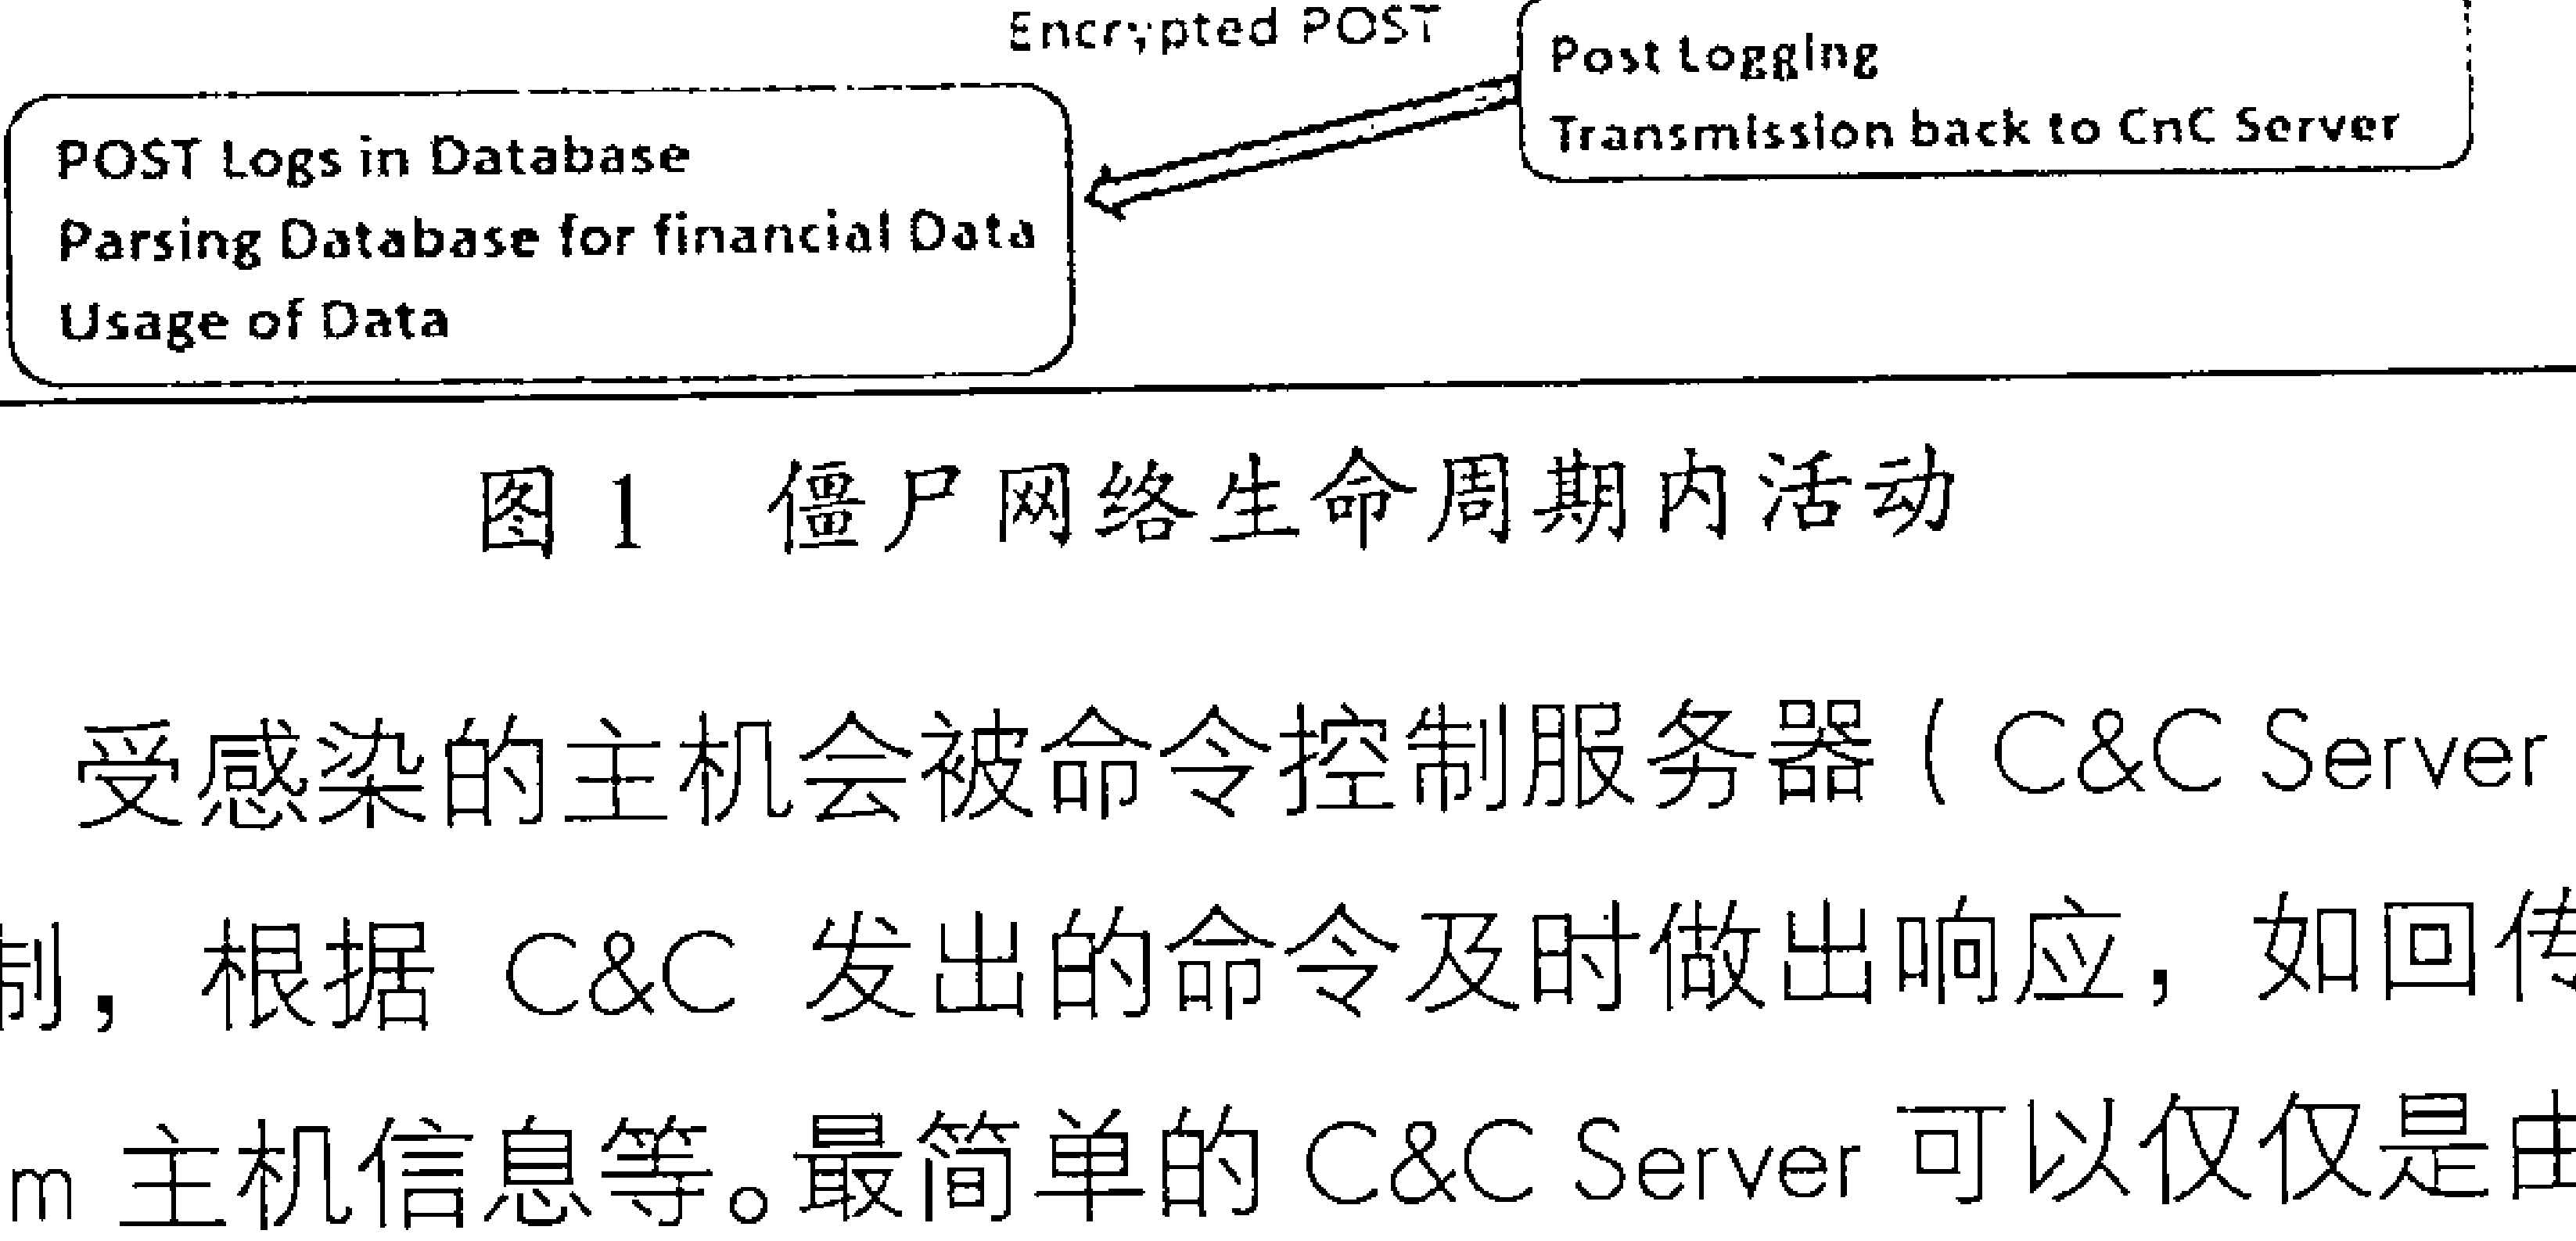 Encrypted POST
Post Logging
Transmission back to CnC Server
POST Logs in Database
Parsing Database for financial Data
Usage of Data
图 1 僵尸网络生命周期内活动
受感染的主机会被命令控制服务器（C&C Server
制，根据 C&C 发出的命令及时做出响应，如回传
m 主机信息等。最简单的 C&C Server 可以仅仅是由